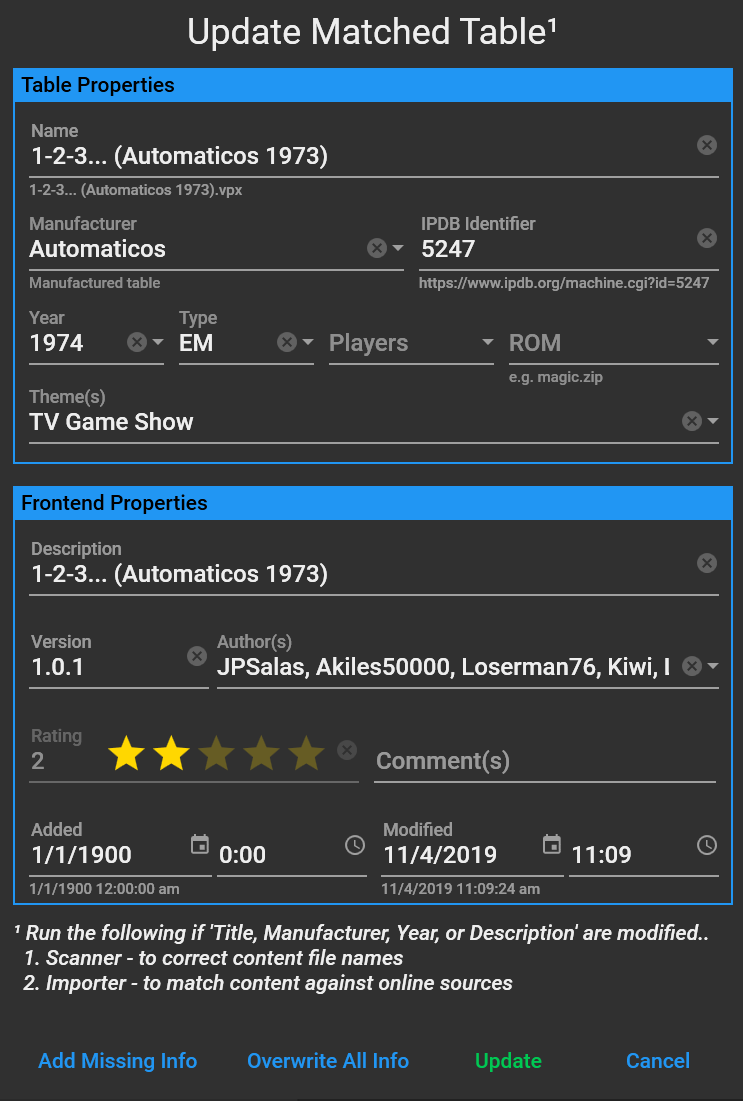 Update Matched Table¹
Table Properties
Name
1-2-3... (Automaticos 1973)
1-2-3... (Automaticos 1973).vpx
Manufacturer IPDB Identifier
Automaticos 5247
Manufactured table https://www.ipdb.org/machine.cgi?id=5247
Year Type
1974 EM Players ROM
e.g. magic.zip
Theme(s)
TV Game Show
Frontend Properties
Description
1-2-3... (Automaticos 1973)
Version Author(s)
1.0.1 JPSalas, Akiles50000, Loserman76, Kiwi,
Rating
2 Comment(s)
Added Modified
1/1/1900 0:00 11/4/2019 11:09
1/1/1900 12:00:00 am 11/4/2019 11:09:24 am
¹ Run the following if 'Title, Manufacturer, Year, or Description' are modified..
1. Scanner - to correct content file names
2. Importer - to match content against online sources
Add Missing Info Overwrite All Info Update Cancel